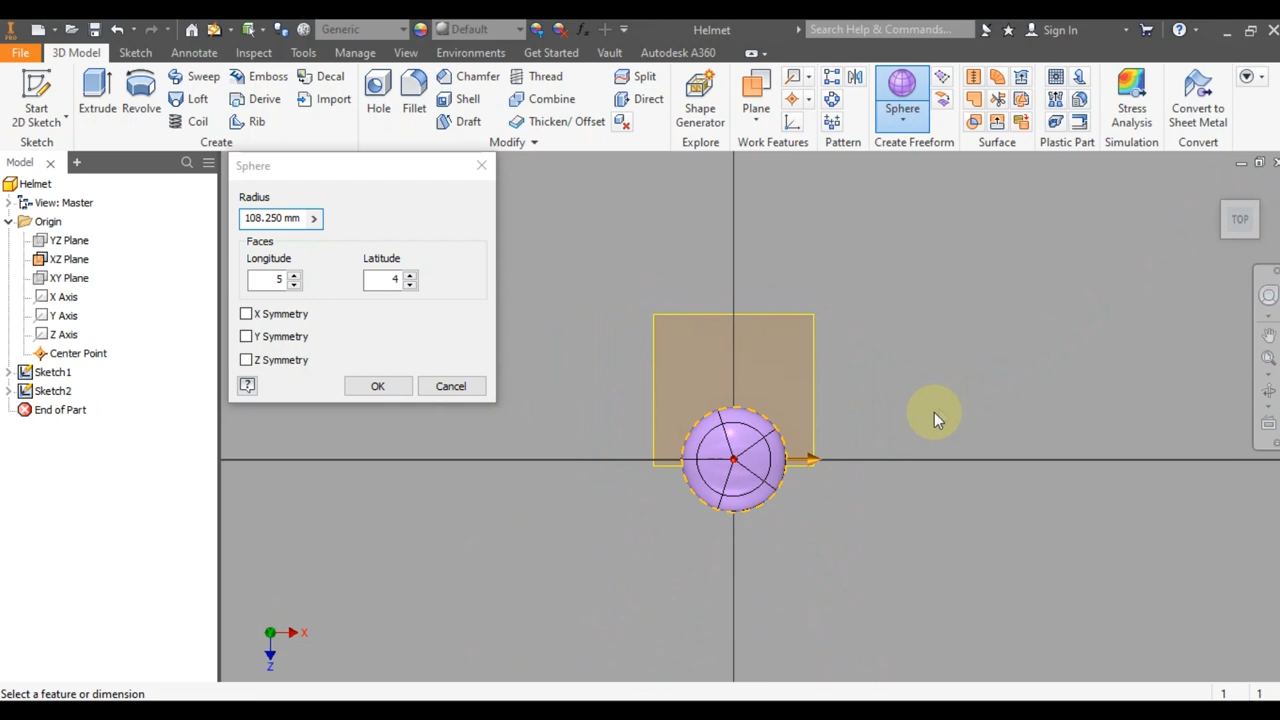 I PRO
Generic
Default
fx
Helmet
Search Help & Commands...
Sign In
File
3D Model
Sketch
Annotate
Inspect
Tools
Manage
View
Environments
Get Started
Vault
Autodesk A360
Start
2D Sketch
Sketch
Extrude
Revolve
Sweep
Emboss
Decal
Loft
Derive
Import
Coil
Rib
Create
Hole
Fillet
Chamfer
Thread
Split
Shell
Combine
Direct
Draft
Thicken/ Offset
Modify
Shape
Generator
Explore
Plane
Work Features
Pattern
Sphere
Create Freeform
Surface
Plastic Part
Stress
Analysis
Simulation
Convert to
Sheet Metal
Convert
Model
Helmet
View: Master
Origin
YZ Plane
XZ Plane
XY Plane
X Axis
Y Axis
Z Axis
Center Point
Sketch1
Sketch2
End of Part
Sphere
Radius
108.250 mm
Faces
Longitude
Latitude
5
4
X Symmetry
Y Symmetry
Z Symmetry
?
OK
Cancel
TOP
X
Z
Select a feature or dimension
1
1